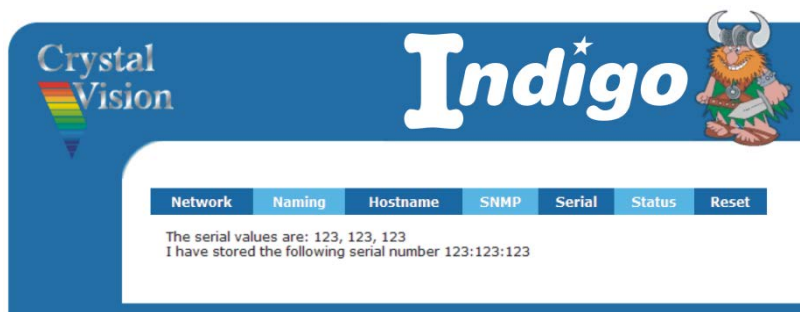 Crystal
Vision
Indigo
Network Naming Hostname SNMP Serial Status Reset
The serial values are: 123, 123, 123
I have stored the following serial number 123:123:123